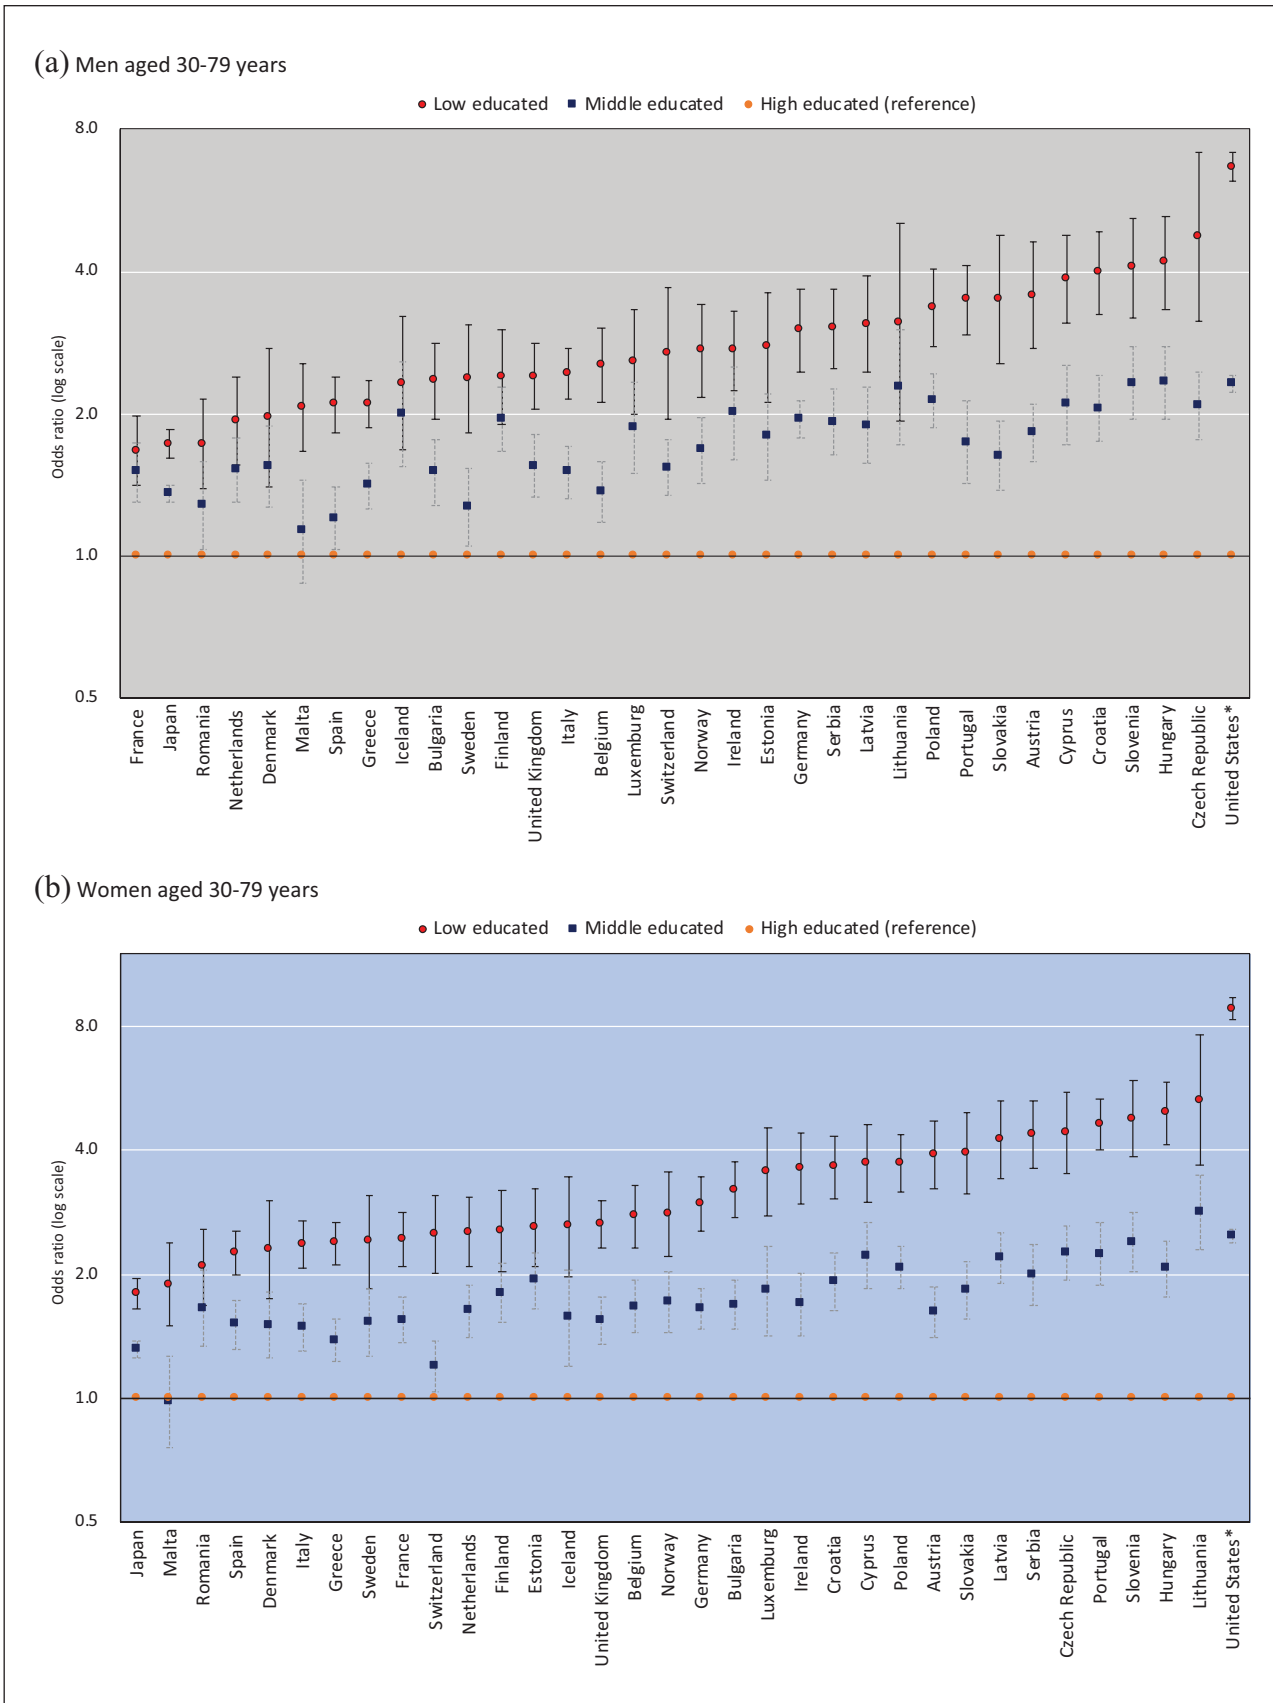 (a) Men aged 30-79 years
Low educated Middle educated High educated (reference)
8.0
4.0
2.0
1.0
0.5
Odds ratio (log scale)
France
Japan
Romania
Netherlands
Denmark
Malta
Spain
Greece
Iceland
Bulgaria
Sweden
Finland
United Kingdom
Italy
Belgium
Luxemburg
Switzerland
Norway
Ireland
Estonia
Germany
Serbia
Latvia
Lithuania
Poland
Portugal
Slovakia
Austria
Cyprus
Croatia
Slovenia
Hungary
Czech Republic
United States*
(b) Women aged 30-79 years
Low educated Middle educated High educated (reference)
8.0
4.0
2.0
1.0
0.5
Odds ratio (log scale)
Japan
Malta
Romania
Spain
Denmark
Italy
Greece
Sweden
France
Switzerland
Netherlands
Finland
Estonia
Iceland
United Kingdom
Belgium
Norway
Germany
Bulgaria
Luxemburg
Ireland
Croatia
Cyprus
Poland
Austria
Slovakia
Latvia
Serbia
Czech Republic
Portugal
Slovenia
Hungary
Lithuania
United States*